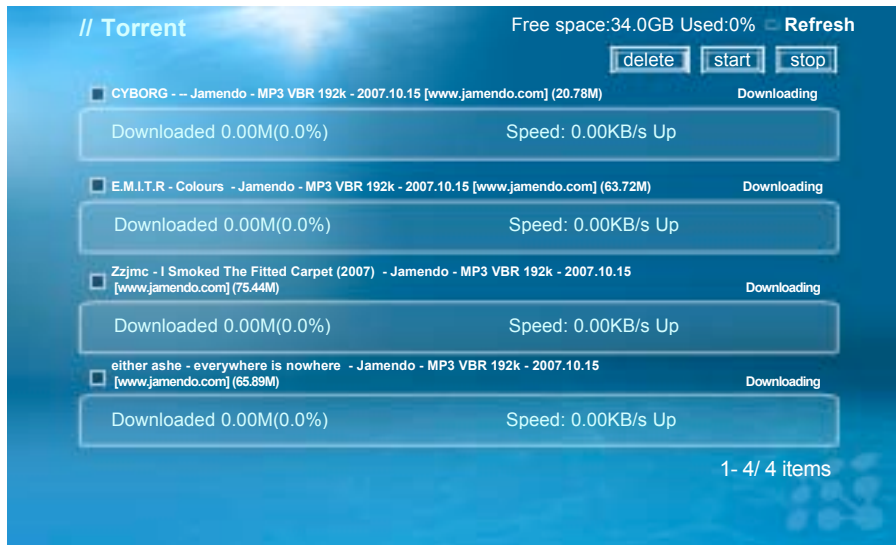 // Torrent
Free space:34.0GB Used:0% Refresh
delete start stop
CYBORG - -- Jamendo - MP3 VBR 192k - 2007.10.15 [www.jamendo.com] (20.78M) Downloading
Downloaded 0.00M(0.0%) Speed: 0.00KB/s Up
E.M.I.T.R - Colours - Jamendo - MP3 VBR 192k - 2007.10.15 [www.jamendo.com] (63.72M) Downloading
Downloaded 0.00M(0.0%) Speed: 0.00KB/s Up
Zzjmc - I Smoked The Fitted Carpet (2007) - Jamendo - MP3 VBR 192k - 2007.10.15
[www.jamendo.com] (75.44M) Downloading
Downloaded 0.00M(0.0%) Speed: 0.00KB/s Up
either ashe - everywhere is nowhere - Jamendo - MP3 VBR 192k - 2007.10.15
[www.jamendo.com] (65.89M) Downloading
Downloaded 0.00M(0.0%) Speed: 0.00KB/s Up
1- 4/ 4 items